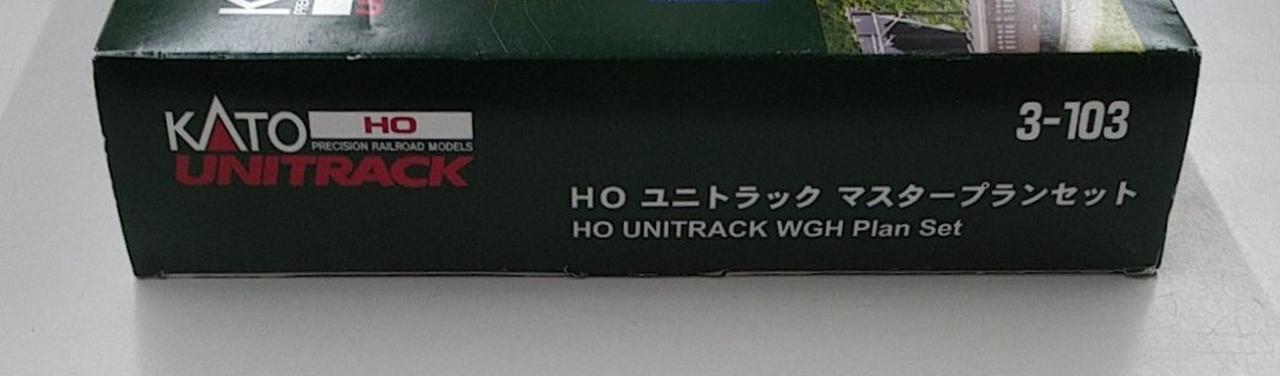 KATO HO
PRECISION RAILROAD MODELS
UNITRACK
3-103
HO ユニトラック マスタープランセット
HO UNITRACK WGH Plan Set